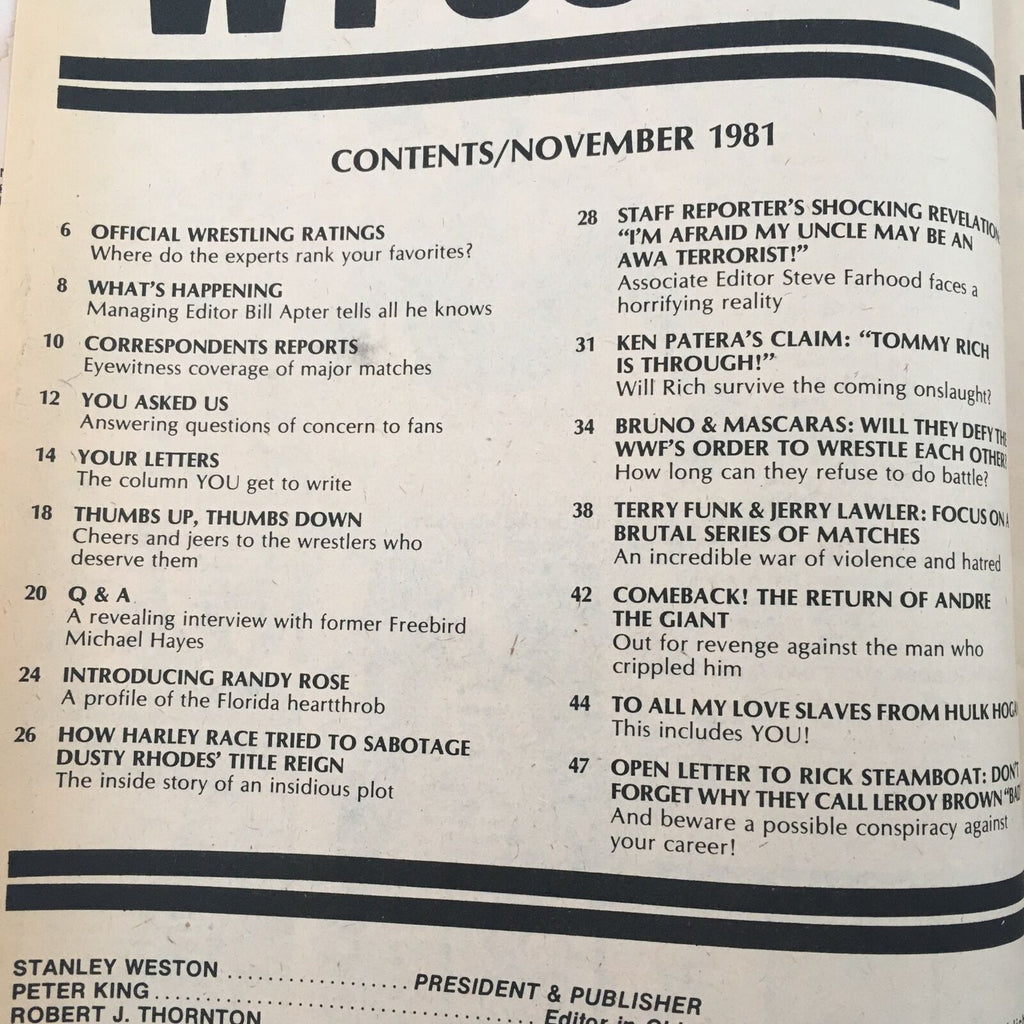 CONTENTS/NOVEMBER 1981
6 OFFICIAL WRESTLING RATINGS
Where do the experts rank your favorites?
8 WHAT'S HAPPENING
Managing Editor Bill Apter tells all he knows
10 CORRESPONDENTS REPORTS
Eyewitness coverage of major matches
12 YOU ASKED US
Answering questions of concern to fans
14 YOUR LETTERS
The column YOU get to write
18 THUMBS UP, THUMBS DOWN
Cheers and jeers to the wrestlers who
deserve them
20 Q & A
A revealing interview with former Freebird
Michael Hayes
24 INTRODUCING RANDY ROSE
A profile of the Florida heartthrob
26 HOW HARLEY RACE TRIED TO SABOTAGE
DUSTY RHODES' TITLE REIGN
The inside story of an insidious plot
28 STAFF REPORTER'S SHOCKING REVELATION
"I'M AFRAID MY UNCLE MAY BE AN
AWA TERRORIST!"
Associate Editor Steve Farhood faces a
horrifying reality
31 KEN PATERA'S CLAIM: "TOMMY RICH
IS THROUGH!"
Will Rich survive the coming onslaught?
34 BRUNO & MASCARAS: WILL THEY DEFY THE
WWF'S ORDER TO WRESTLE EACH OTHER?
How long can they refuse to do battle?
38 TERRY FUNK & JERRY LAWLER: FOCUS ON A
BRUTAL SERIES OF MATCHES
An incredible war of violence and hatred
42 COMEBACK! THE RETURN OF ANDRE
THE GIANT
Out for revenge against the man who
crippled him
44 TO ALL MY LOVE SLAVES FROM HULK
This includes YOU!
47 OPEN LETTER TO RICK STEAMBOAT: DON'T
FORGET WHY THEY CALL LEROY BROWN
And beware a possible conspiracy against
your career!
STANLEY WESTON .................... PRESIDENT & PUBLISHER
PETER KING .................... Editor in
ROBERT J. THORNTON